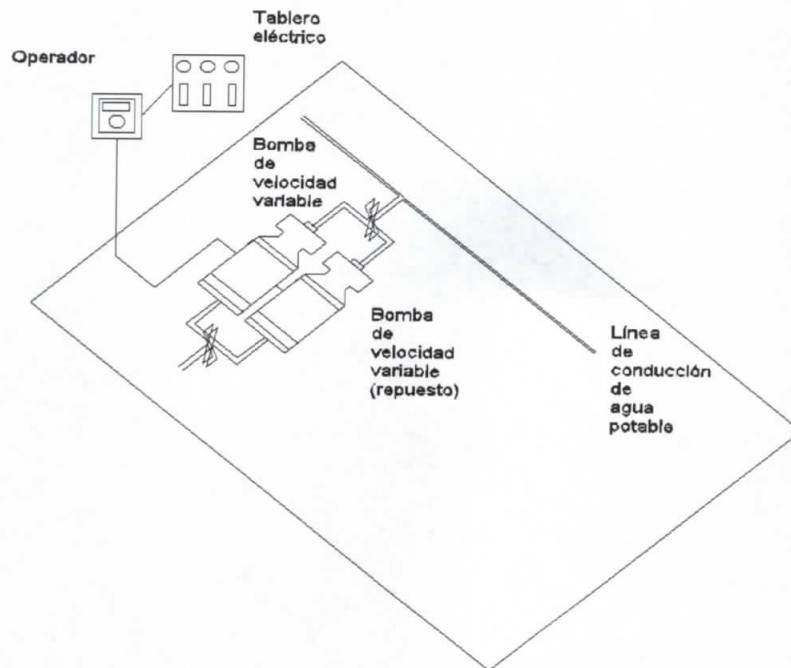 Tablero
eléctrico
Operador
Bomba
de
velocidad
variable
Bomba
de
velocidad
variable
(repuesto)
Línea
de
conducción
de
agua
potable